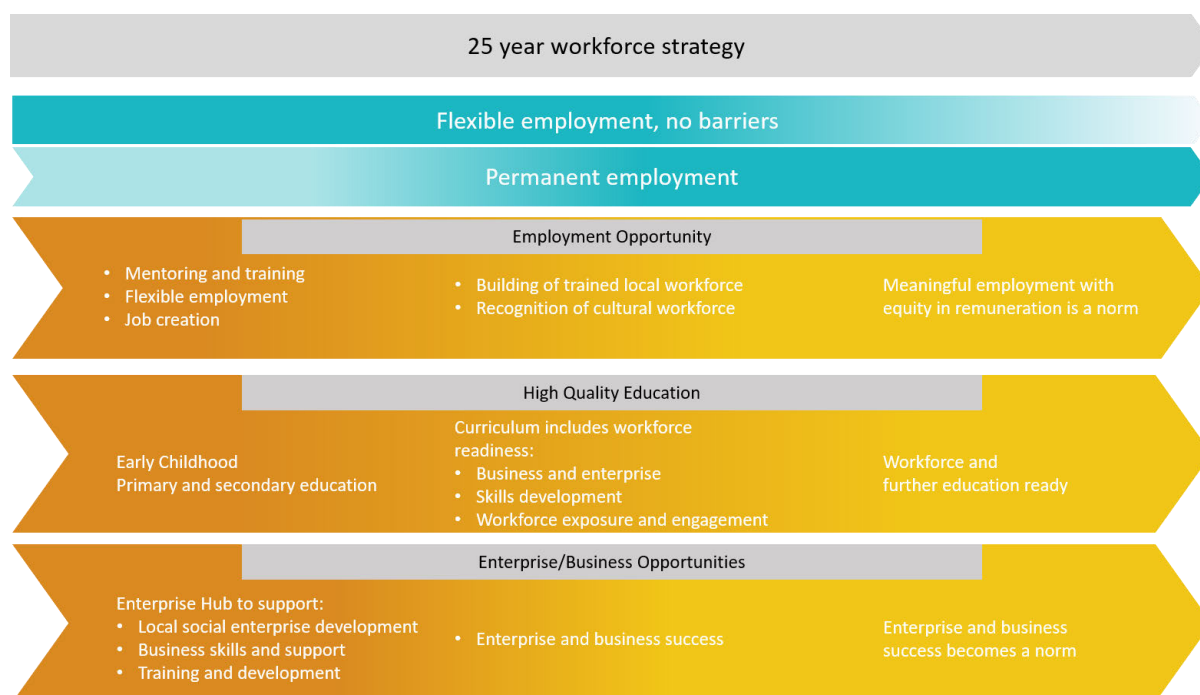 25 year workforce strategy
Flexible employment, no barriers
Permanent employment
Employment Opportunity
• Mentoring and training
• Flexible employment
• Job creation
• Building of trained local workforce
• Recognition of cultural workforce
Meaningful employment with
equity in remuneration is a norm
High Quality Education
Early Childhood
Primary and secondary education
Curriculum includes workforce
readiness:
• Business and enterprise
• Skills development
• Workforce exposure and engagement
Workforce and
further education ready
Enterprise/Business Opportunities
Enterprise Hub to support:
• Local social enterprise development
• Business skills and support
• Training and development
• Enterprise and business success
Enterprise and business
success becomes a norm